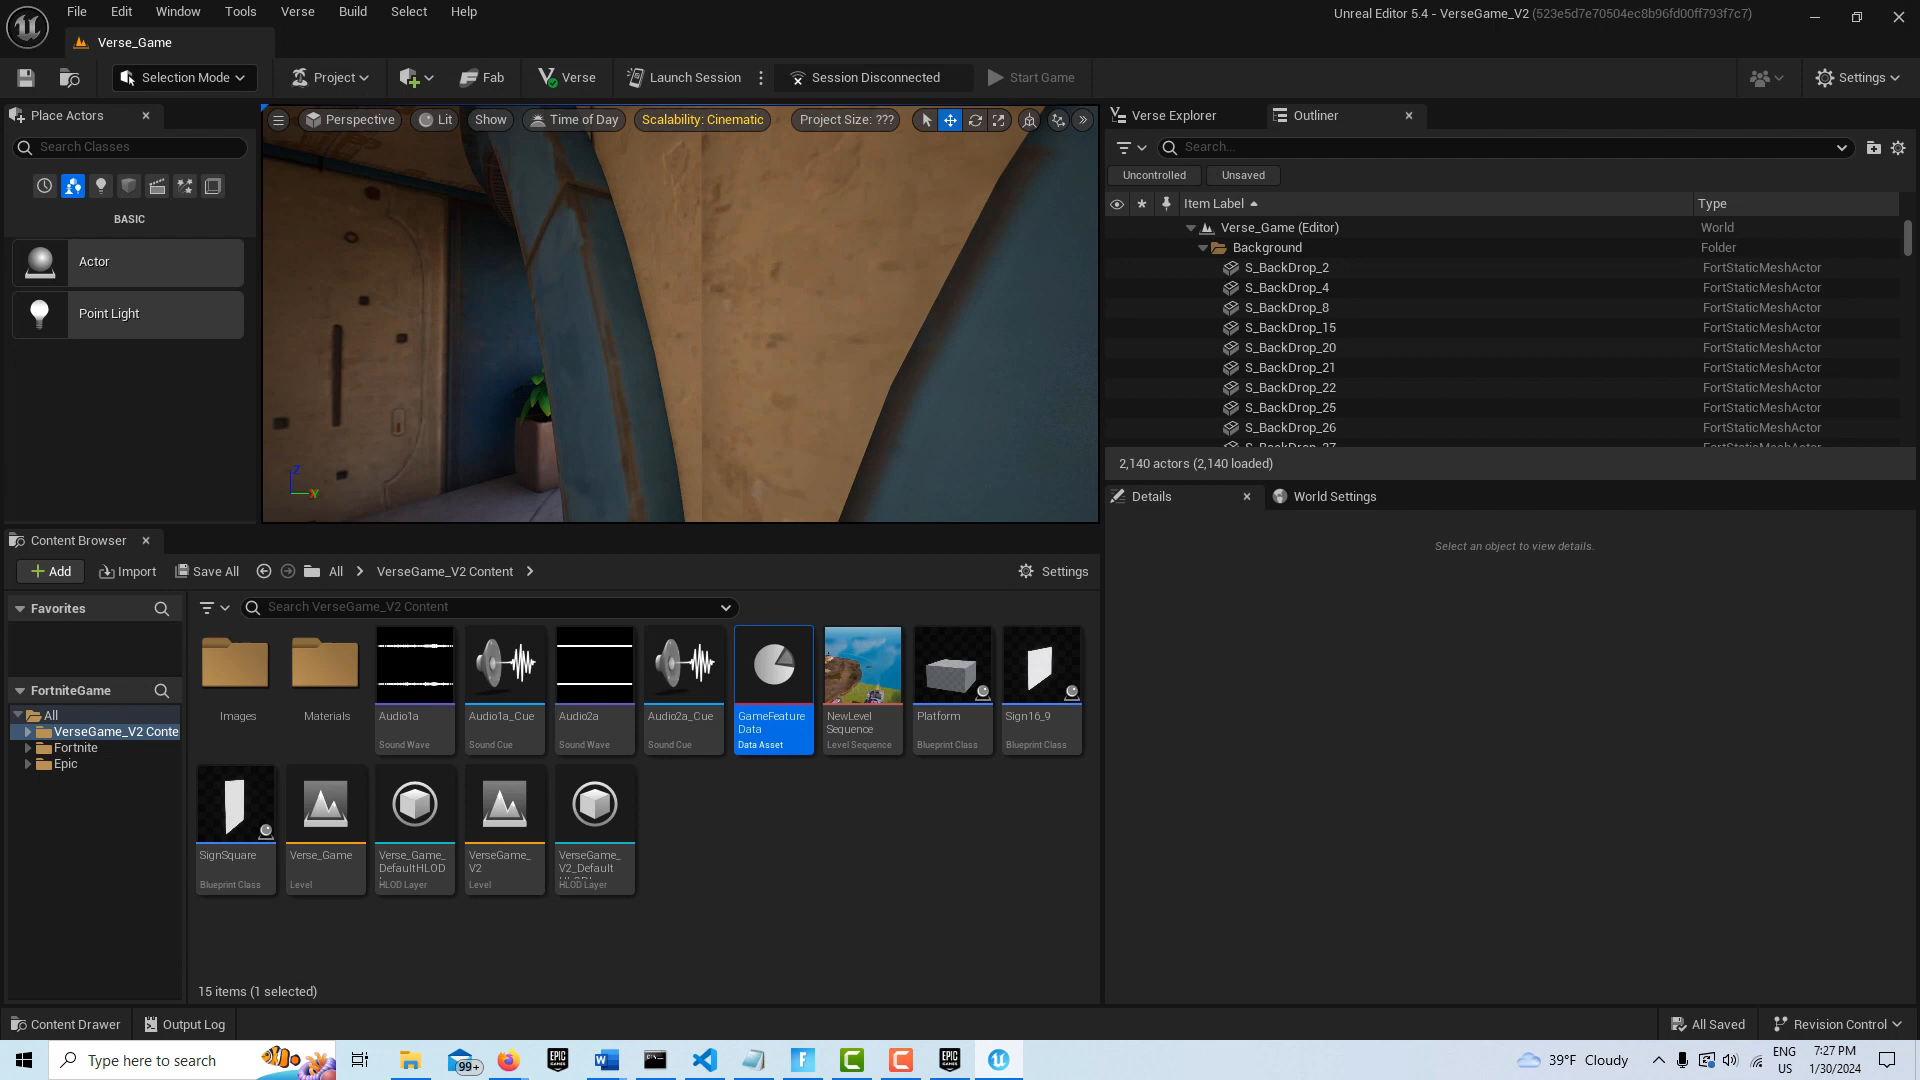 File Edit Window Tools Verse Build Select Help
Unreal Editor 5.4 - VerseGame_V2 (523e5d7e70504ec8b96fd00ff793f7c7)
Verse_Game
Selection Mode
Project
Fab
Verse
Launch Session
Session Disconnected
Start Game
Settings
Place Actors
Search Classes
BASIC
Actor
Point Light
Perspective
Lit
Show
Time of Day
Scalability: Cinematic
Project Size: ???
Z
Y
Verse Explorer
Outliner
Search...
Uncontrolled
Unsaved
Item Label
Type
Verse_Game (Editor) World
Background Folder
S_BackDrop_2 FortStaticMeshActor
S_BackDrop_4 FortStaticMeshActor
S_BackDrop_8 FortStaticMeshActor
S_BackDrop_15 FortStaticMeshActor
S_BackDrop_20 FortStaticMeshActor
S_BackDrop_21 FortStaticMeshActor
S_BackDrop_22 FortStaticMeshActor
S_BackDrop_25 FortStaticMeshActor
S_BackDrop_26 FortStaticMeshActor
S_BackDrop_27 FortStaticMeshActor
2,140 actors (2,140 loaded)
Details
World Settings
Select an object to view details.
Content Browser
Add
Import
Save All
All
VerseGame_V2 Content
Settings
Favorites
FortniteGame
All
VerseGame_V2 Conte
Fortnite
Epic
Search VerseGame_V2 Content
Images
Materials
Audio1a
Sound Wave
Audio1a_Cue
Sound Cue
Audio2a
Sound Wave
Audio2a_Cue
Sound Cue
GameFeature
Data
Data Asset
NewLevel
Sequence
Level Sequence
Platform
Blueprint Class
Sign16_9
Blueprint Class
SignSquare
Blueprint Class
Verse_Game
Level
Verse_Game_
DefaultHLOD
HLOD Layer
VerseGame_
V2
Level
VerseGame_
V2_Default
HLOD Layer
15 items (1 selected)
Content Drawer
Output Log
All Saved
Revision Control
Type here to search
99+
EPIC
GAMES
W
F
C
C
EPIC
GAMES
39°F Cloudy
ENG
US
7:27 PM
1/30/2024